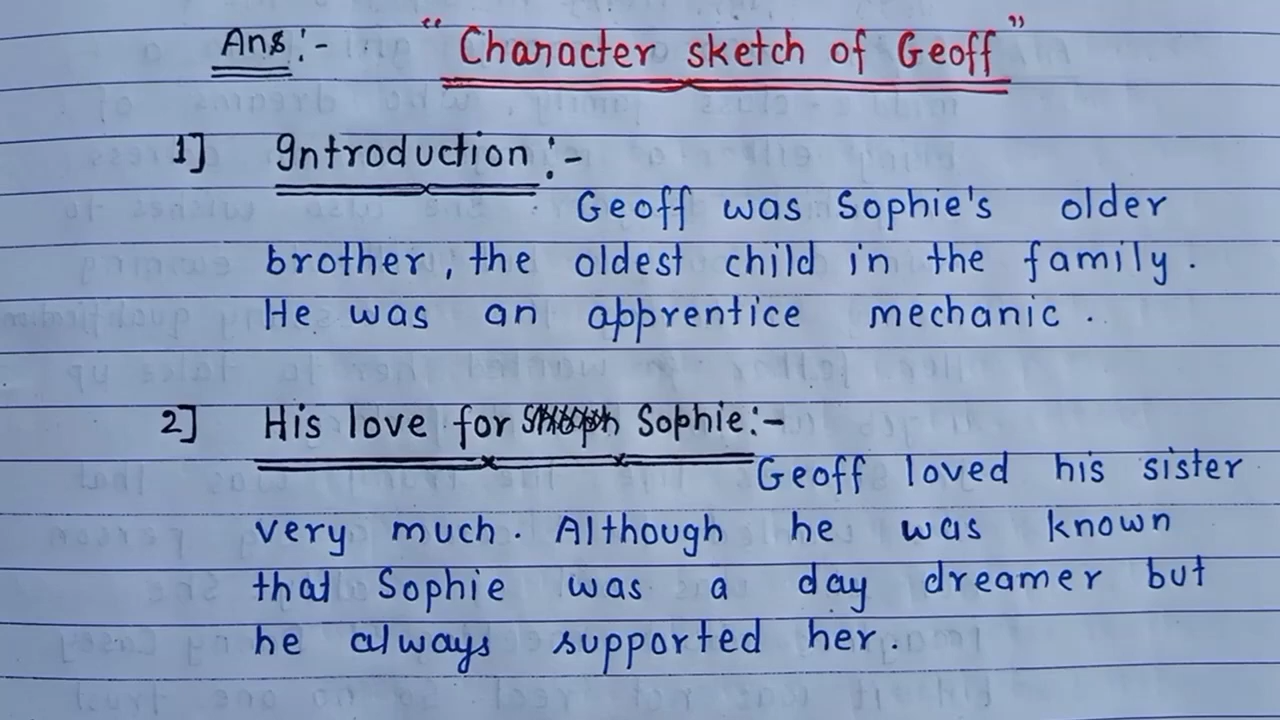 Ans:- "Character sketch of Geoff"
1] Introduction:-
Geoff was Sophie's older
brother, the oldest child in the family.
He was an apprentice mechanic.
2] His love for Sophie:-
Geoff loved his sister
very much. Although he was known
that Sophie was a day dreamer but
he always supported her.